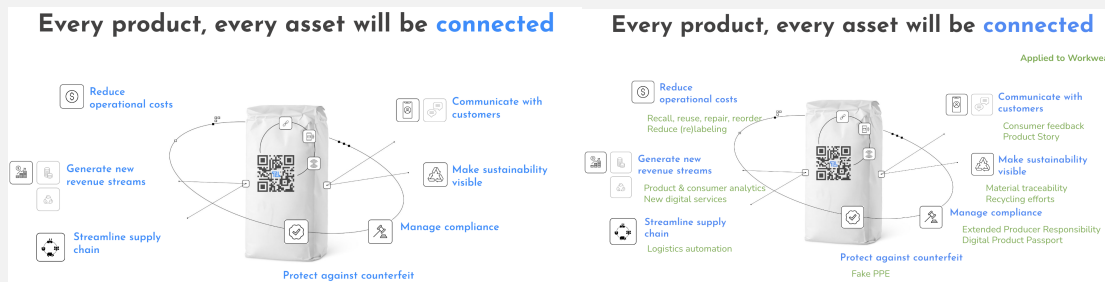 Every product, every asset will be connected
Reduce
operational costs
Communicate with
customers
Generate new
revenue streams
Make sustainability
visible
Streamline supply
chain
Manage compliance
Protect against counterfeit
Every product, every asset will be connected
Applied to
Reduce
operational costs
Recall, reuse, repair, reorder
Reduce (re)labeling
Communicate with
customers
Consumer feedback
Product Story
Generate new
revenue streams
Product & consumer analytics
New digital services
Make sustainability
visible
Material traceability
Recycling efforts
Streamline supply
chain
Logistics automation
Manage compliance
Extended Producer Responsibility
Digital Product Passport
Protect against counterfeit
Fake PPE